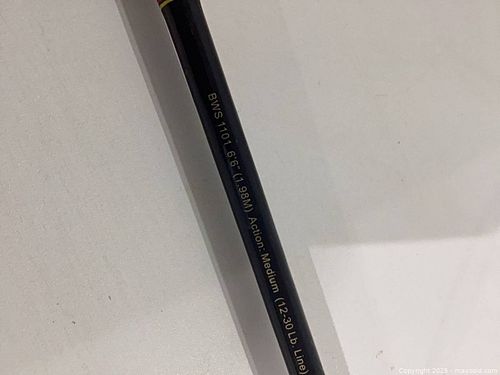 BWS 1101 6'6" (1.98M) Action: Medium (12-30 Lb. Line)
Copyright 2025 - maxsold.com